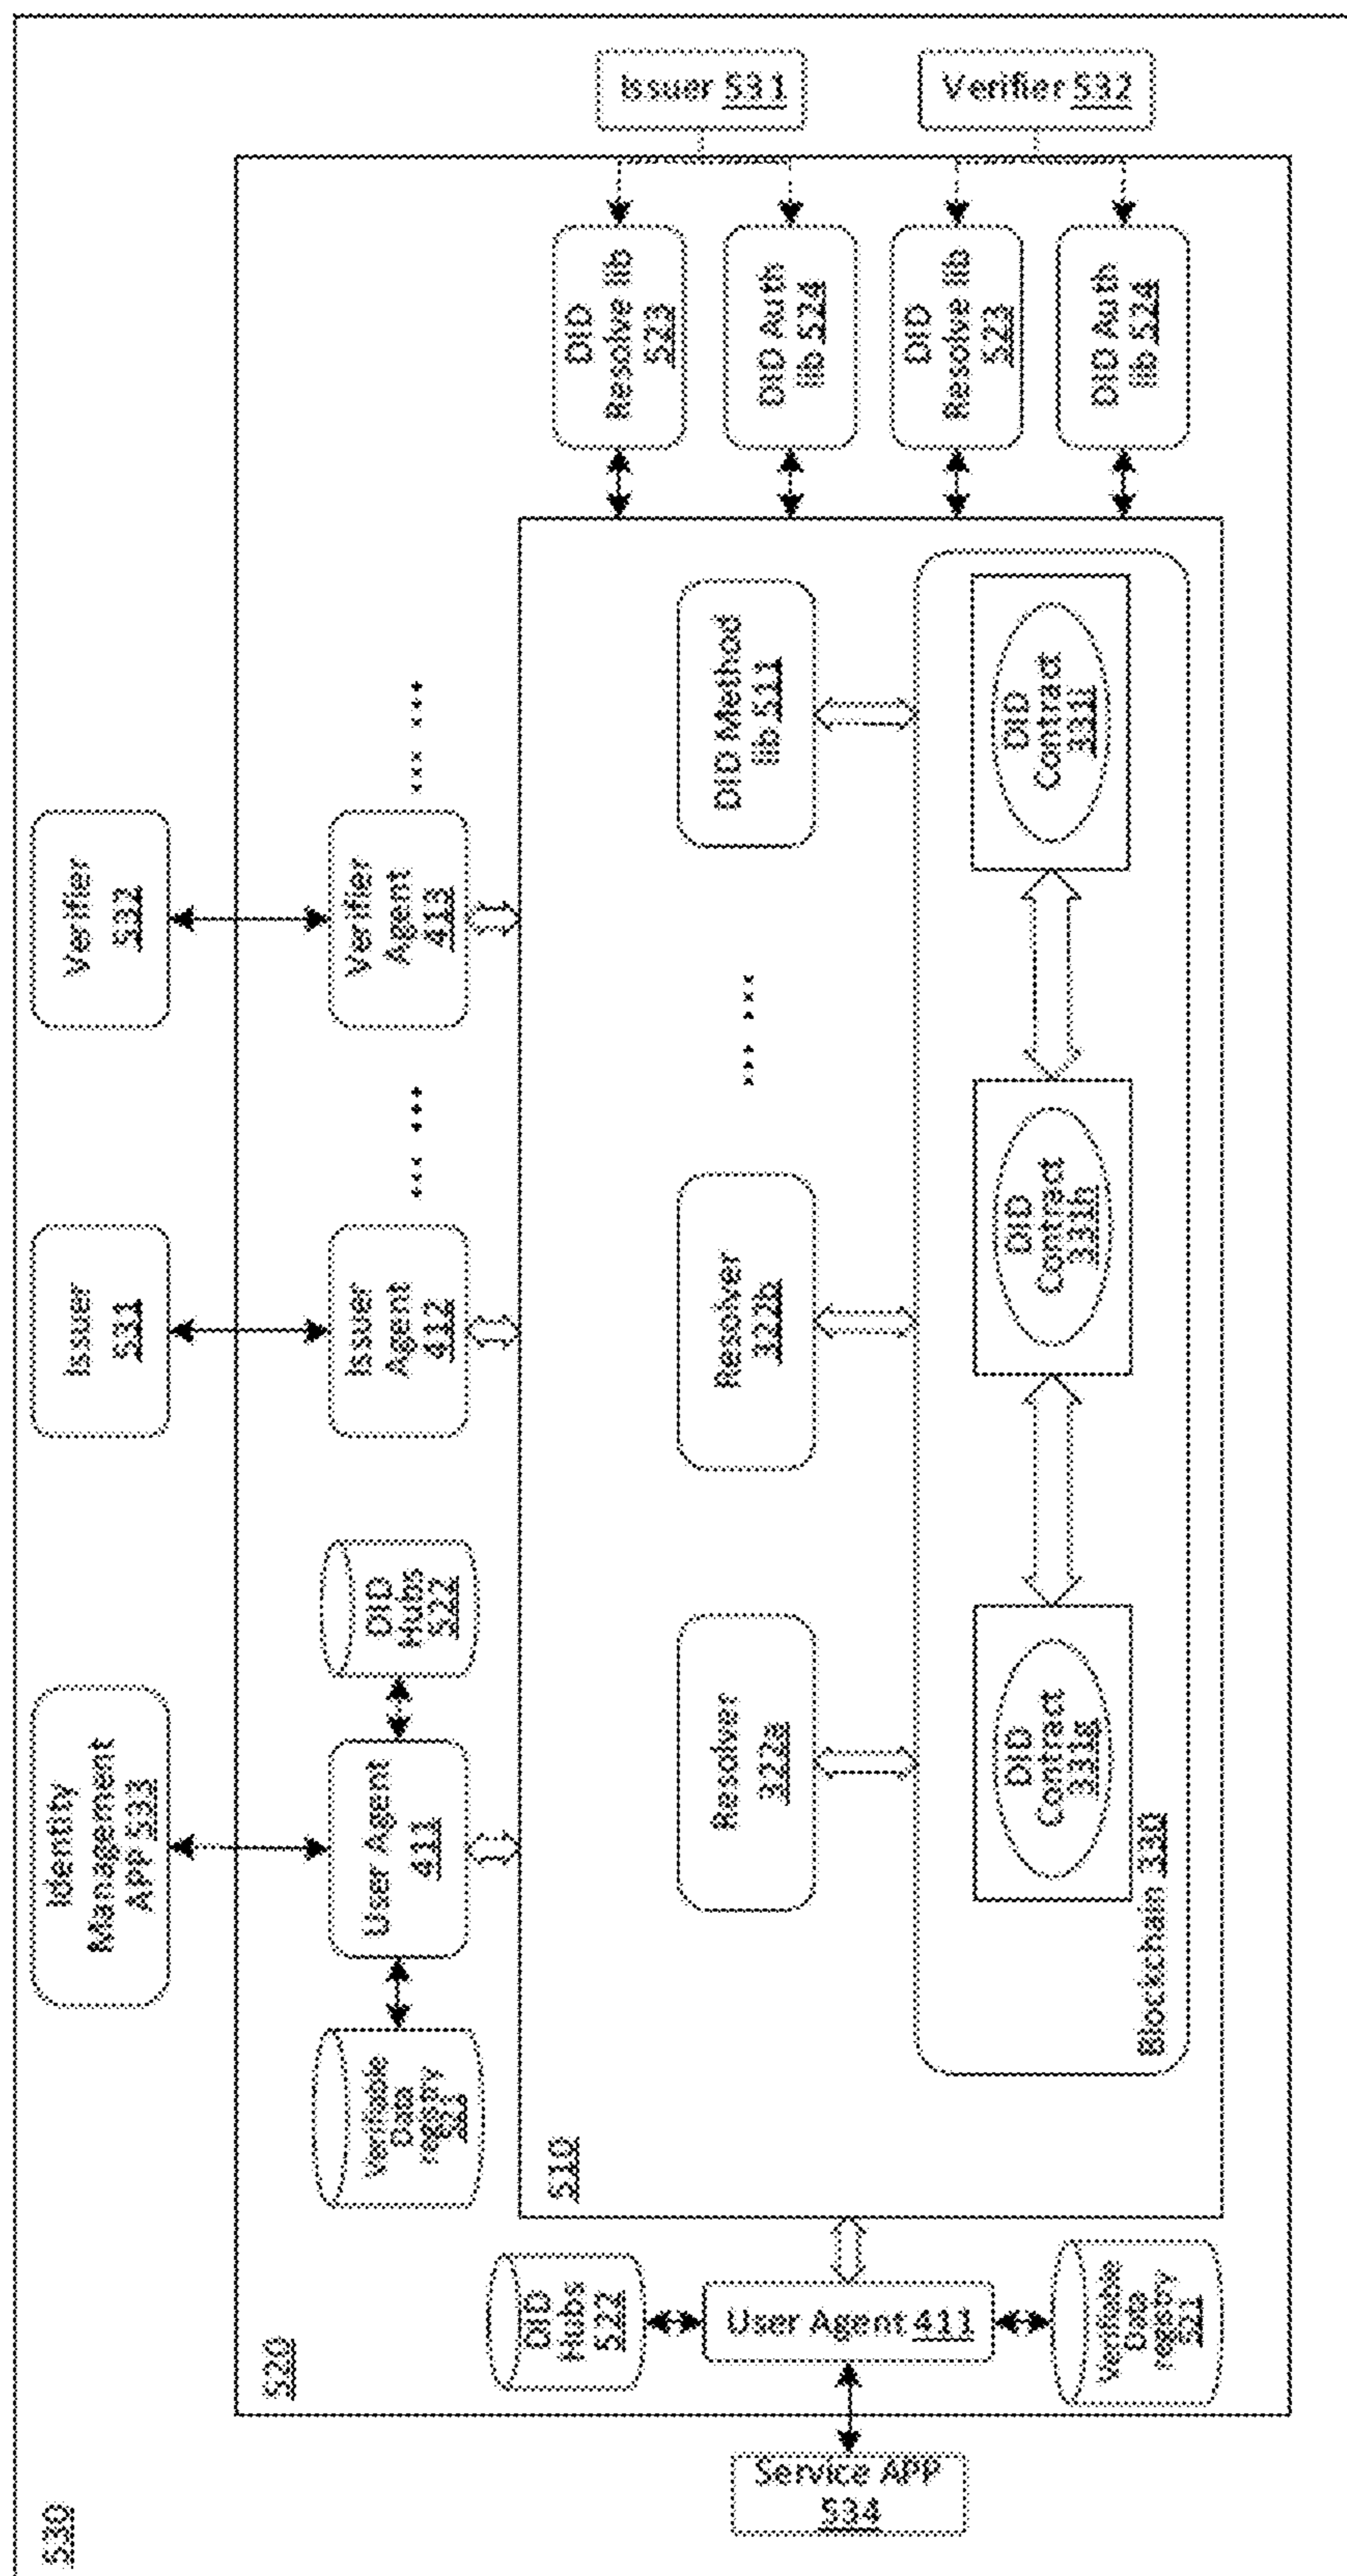 530
Identity
Management
APP 533
Issuer
531
Verifier
532
520
Verifiable
Data
registry
521
User Agent
411
DID
Hubs
522
Issuer
Agent
412
Verifier
Agent
413
Service APP
534
DID
Hubs
522
User Agent 411
Verifiable
Data
registry
521
510
Resolver
322a
Resolver
322b
DID Method
lib 511
DID
Contract
331g
DID
Contract
331h
DID
Contract
331i
Blockchain 330
DID
Resolve lib
523
DID Auth
lib 524
DID
Resolve lib
523
DID Auth
lib 524
Issuer 531
Verifier 532